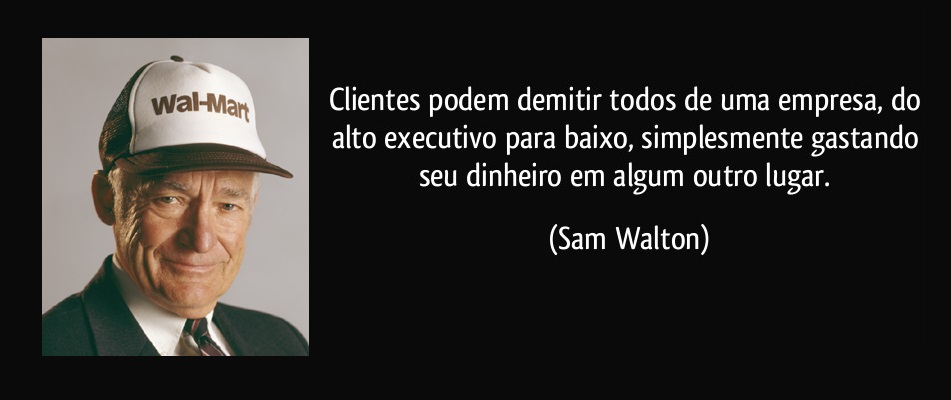 Wal-Mart
Clientes podem demitir todos de uma empresa, do
alto executivo para baixo, simplesmente gastando
seu dinheiro em algum outro lugar.
(Sam Walton)